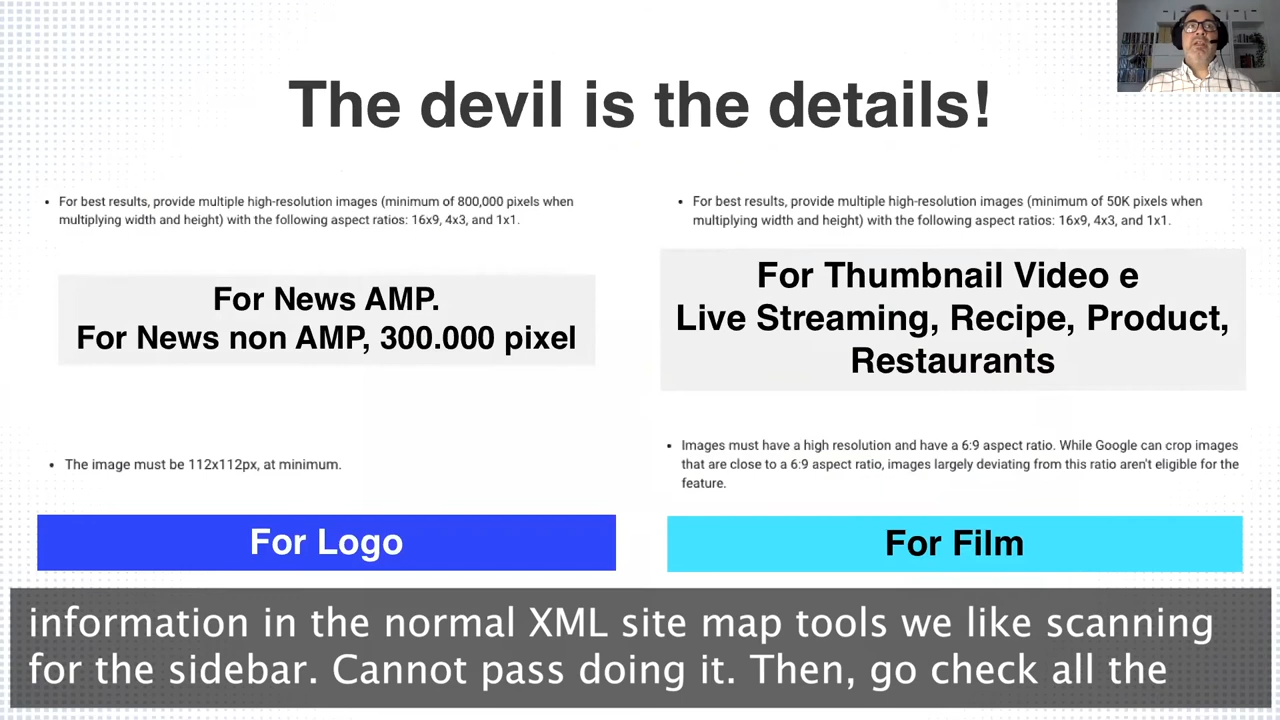 The devil is the details!
• For best results, provide multiple high-resolution images (minimum of 800,000 pixels when
multiplying width and height) with the following aspect ratios: 16x9, 4x3, and 1x1.
For News AMP.
For News non AMP, 300.000 pixel
• For best results, provide multiple high-resolution images (minimum of 50K pixels when
multiplying width and height) with the following aspect ratios: 16x9, 4x3, and 1x1.
For Thumbnail Video e
Live Streaming, Recipe, Product,
Restaurants
• The image must be 112x112px, at minimum.
For Logo
• Images must have a high resolution and have a 6:9 aspect ratio. While Google can crop images
that are close to a 6:9 aspect ratio, images largely deviating from this ratio aren't eligible for the
feature.
For Film
information in the normal XML site map tools we like scanning
for the sidebar. Cannot pass doing it. Then, go check all the